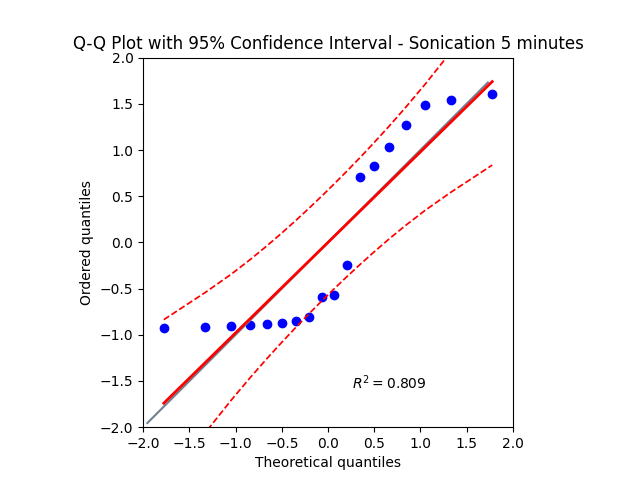 Q-Q Plot with 95% Confidence Interval - Sonication 5 minutes
2.0
1.5
1.0
0.5
0.0
−0.5
−1.0
−1.5
−2.0
Ordered quantiles
R² = 0.809
−2.0 −1.5 −1.0 −0.5 0.0 0.5 1.0 1.5 2.0
Theoretical quantiles